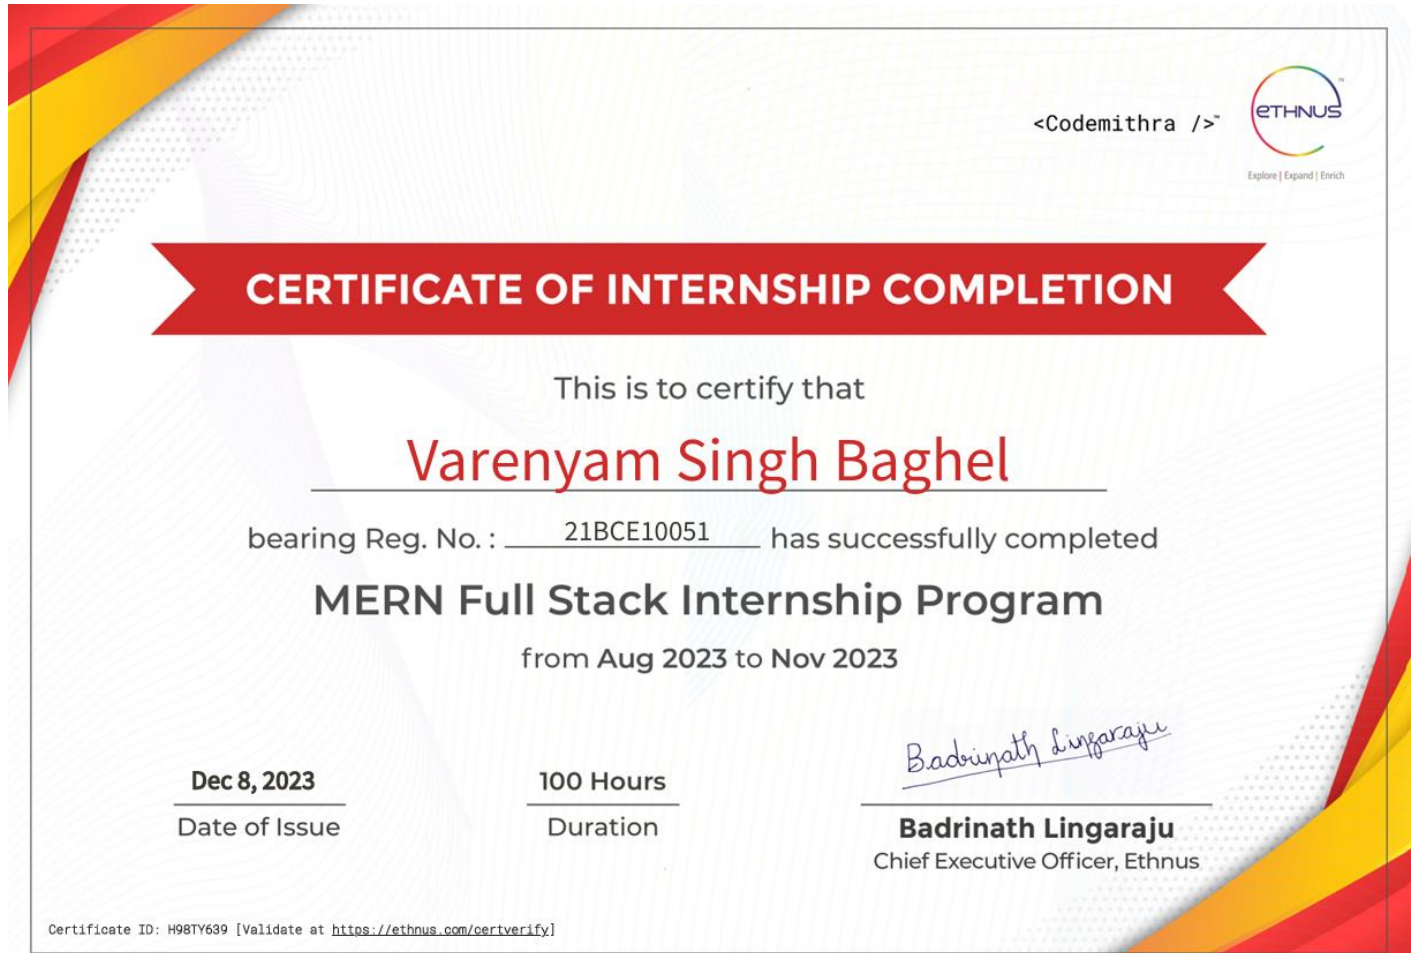 <Codemithra />™
eTHNUS™
Explore | Expand | Enrich
CERTIFICATE OF INTERNSHIP COMPLETION
This is to certify that
Varenyam Singh Baghel
bearing Reg. No. : 21BCE10051 has successfully completed
MERN Full Stack Internship Program
from Aug 2023 to Nov 2023
Badrinath Lingaraju
Dec 8, 2023
Date of Issue
100 Hours
Duration
Badrinath Lingaraju
Chief Executive Officer, Ethnus
Certificate ID: H98TY639 [Validate at https://ethnus.com/certverify]